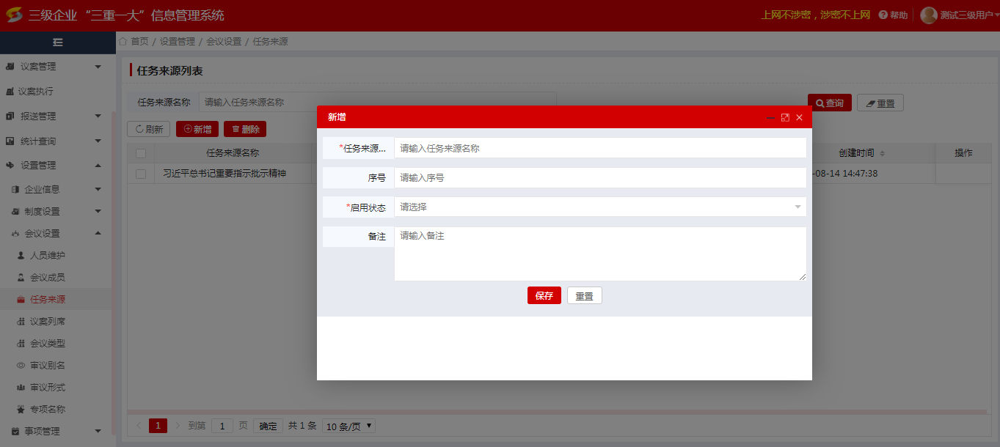 三级企业“三重一大”信息管理系统
上网不涉密，涉密不上网 帮助 测试三级用户
首页 / 设置管理 / 会议设置 / 任务来源
议案管理
议案执行
报送管理
统计查询
设置管理
企业信息
制度设置
会议设置
人员维护
会议成员
任务来源
议案列席
会议类型
审议别名
审议形式
专项名称
事项管理
任务来源列表
任务来源名称 请输入任务来源名称 查询 重置
刷新 新增 删除
任务来源名称 创建时间 操作
习近平总书记重要指示批示精神 -08-14 14:47:38
新增
*任务来源... 请输入任务来源名称
序号 请输入序号
*启用状态 请选择
备注 请输入备注
保存 重置
1 到第 1 页 确定 共 1 条 10 条/页